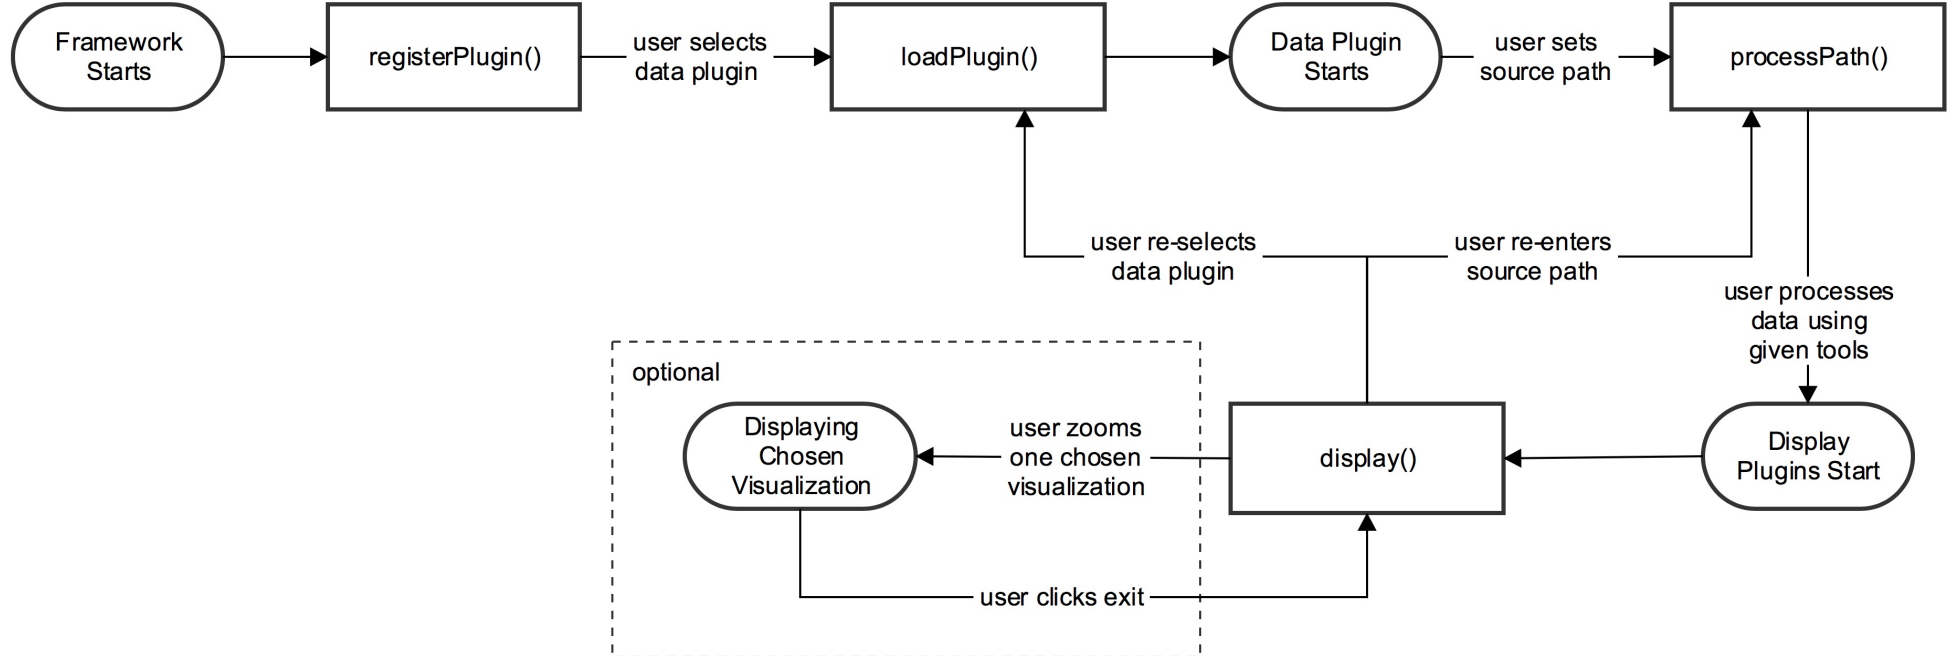 Framework
Starts
registerPlugin()
user selects
data plugin
loadPlugin()
Data Plugin
Starts
user sets
source path
processPath()
user re-selects
data plugin
user re-enters
source path
user processes
data using
given tools
optional
Displaying
Chosen
Visualization
user zooms
one chosen
visualization
display()
Display
Plugins Start
user clicks exit